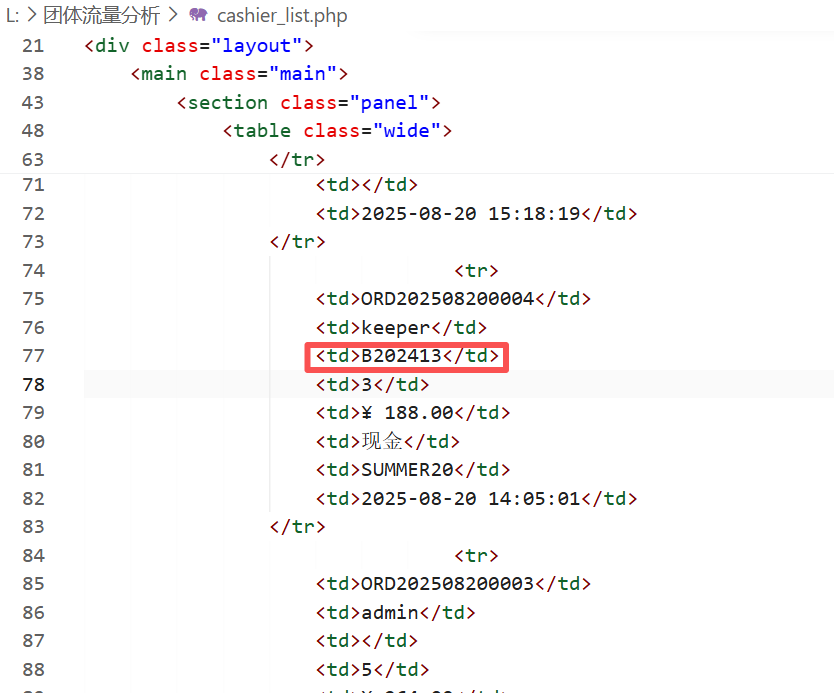 L: > 团体流量分析 > cashier_list.php
21 <div class="layout">
38 <main class="main">
43 <section class="panel">
48 <table class="wide">
63 </tr>
71 <td></td>
72 <td>2025-08-20 15:18:19</td>
73 </tr>
74 <tr>
75 <td>ORD202508200004</td>
76 <td>keeper</td>
77 <td>B202413</td>
78 <td>3</td>
79 <td>¥ 188.00</td>
80 <td>现金</td>
81 <td>SUMMER20</td>
82 <td>2025-08-20 14:05:01</td>
83 </tr>
84 <tr>
85 <td>ORD202508200003</td>
86 <td>admin</td>
87 <td></td>
88 <td>5</td>